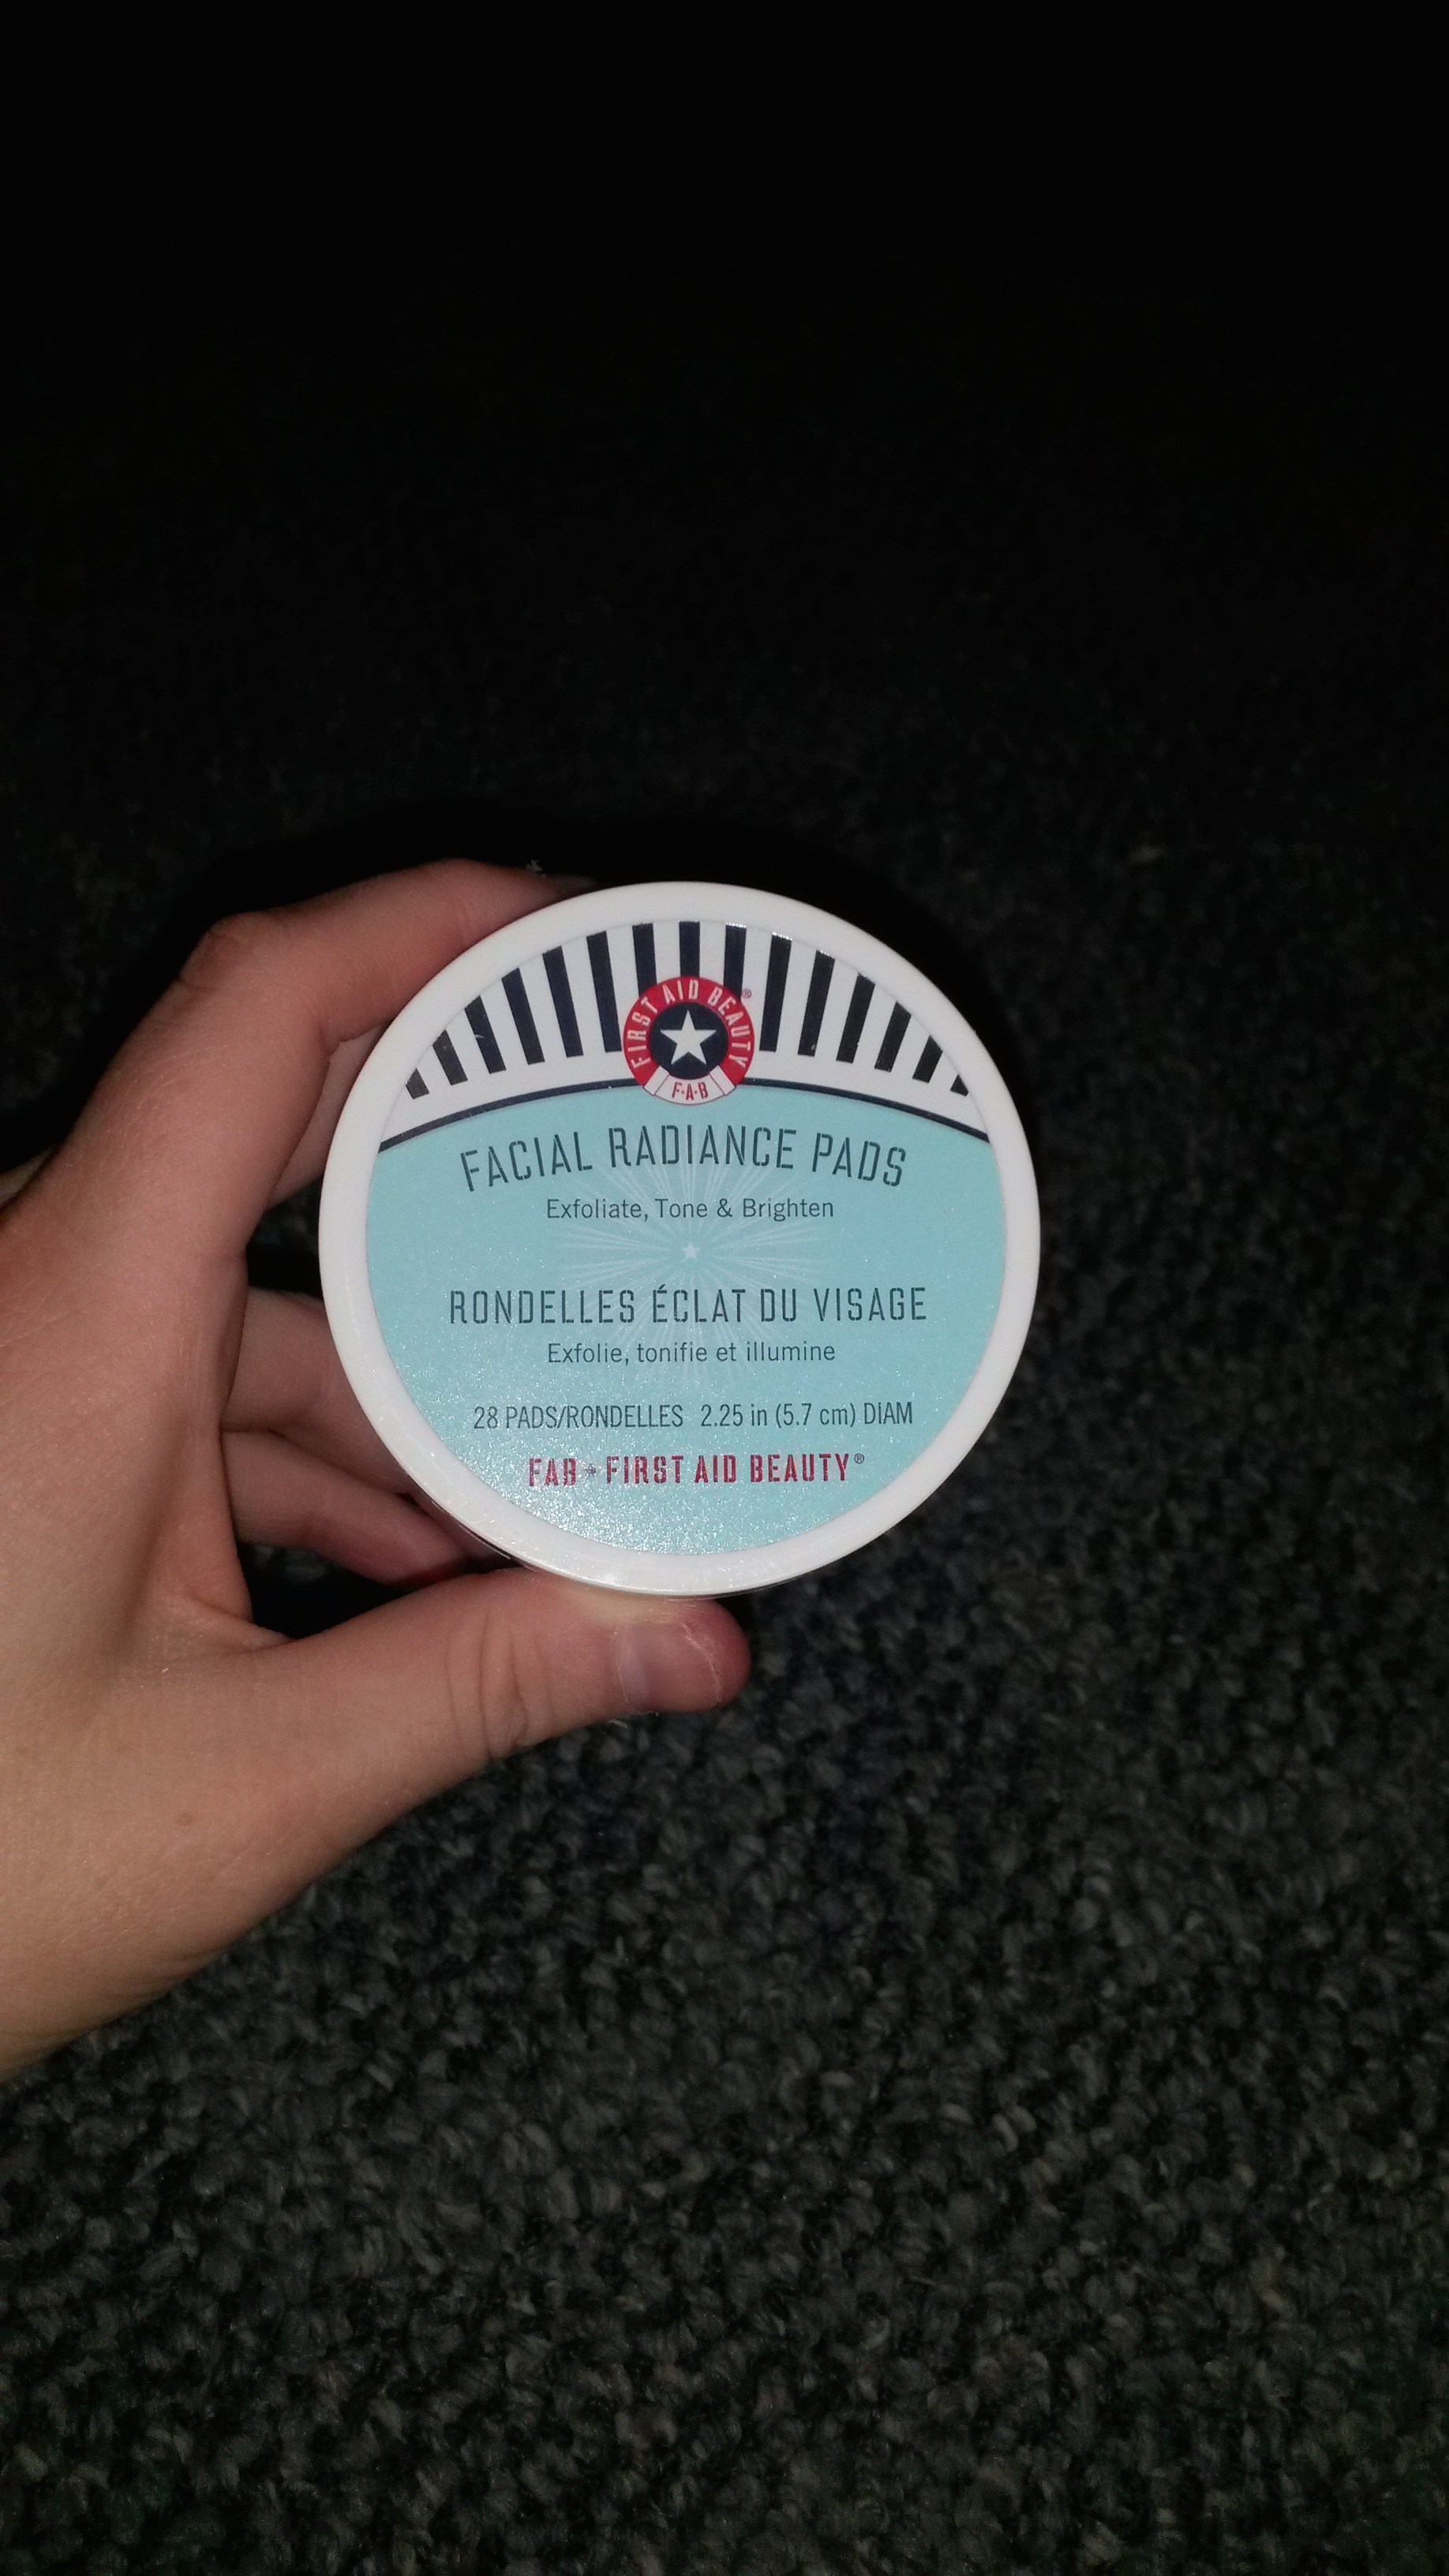 FIRST AID BEAUTY®
F·A·B
FACIAL RADIANCE PADS
Exfoliate, Tone & Brighten
RONDELLES ÉCLAT DU VISAGE
Exfolie, tonifie et illumine
28 PADS/RONDELLES 2.25 in (5.7 cm) DIAM
FAB + FIRST AID BEAUTY®